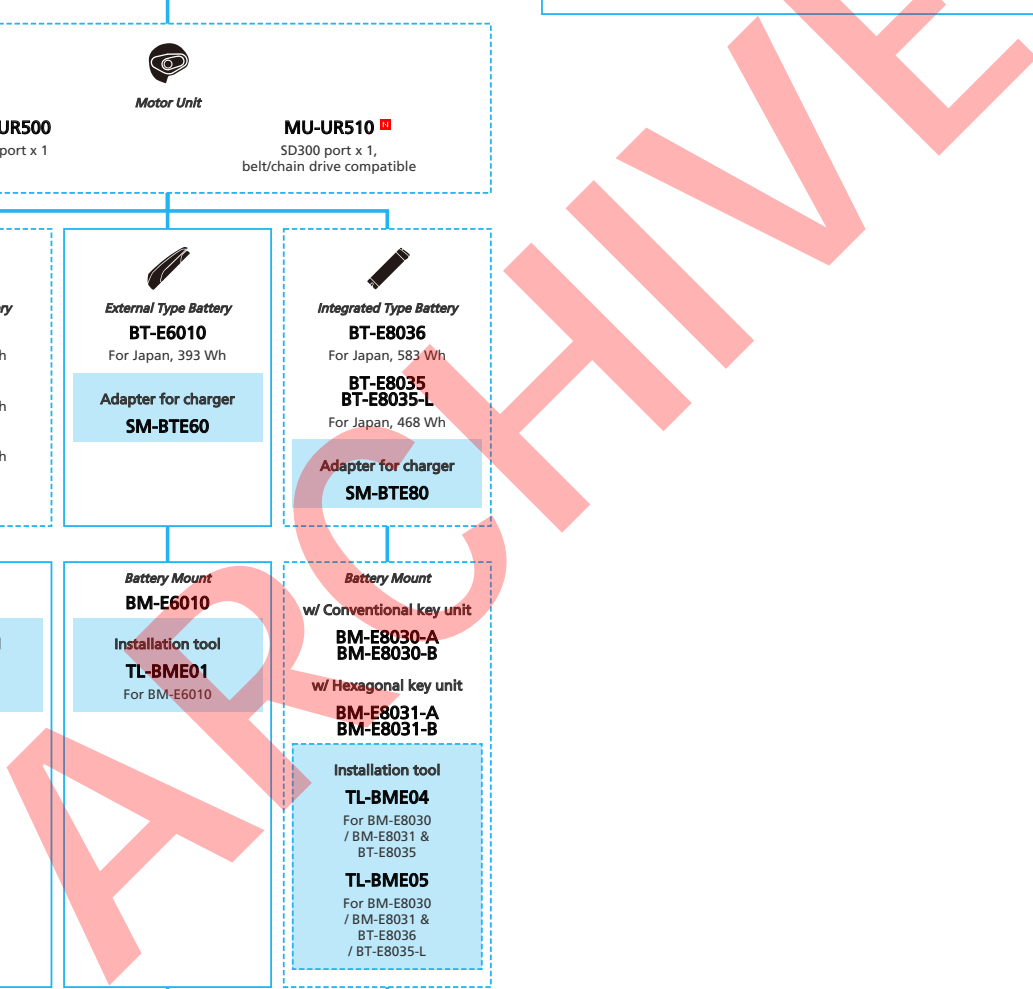 Motor Unit
UR500
port x 1
MU-UR510 N
SD300 port x 1,
belt/chain drive compatible
ry
h
h
h
External Type Battery
BT-E6010
For Japan, 393 Wh
Adapter for charger
SM-BTE60
Integrated Type Battery
BT-E8036
For Japan, 583 Wh
BT-E8035
BT-E8035-L
For Japan, 468 Wh
Adapter for charger
SM-BTE80
Battery Mount
BM-E6010
Installation tool
TL-BME01
For BM-E6010
Battery Mount
w/ Conventional key unit
BM-E8030-A
BM-E8030-B
w/ Hexagonal key unit
BM-E8031-A
BM-E8031-B
Installation tool
TL-BME04
For BM-E8030
/ BM-E8031 &
BT-E8035
TL-BME05
For BM-E8030
/ BM-E8031 &
BT-E8036
/ BT-E8035-L
ARCHIVE